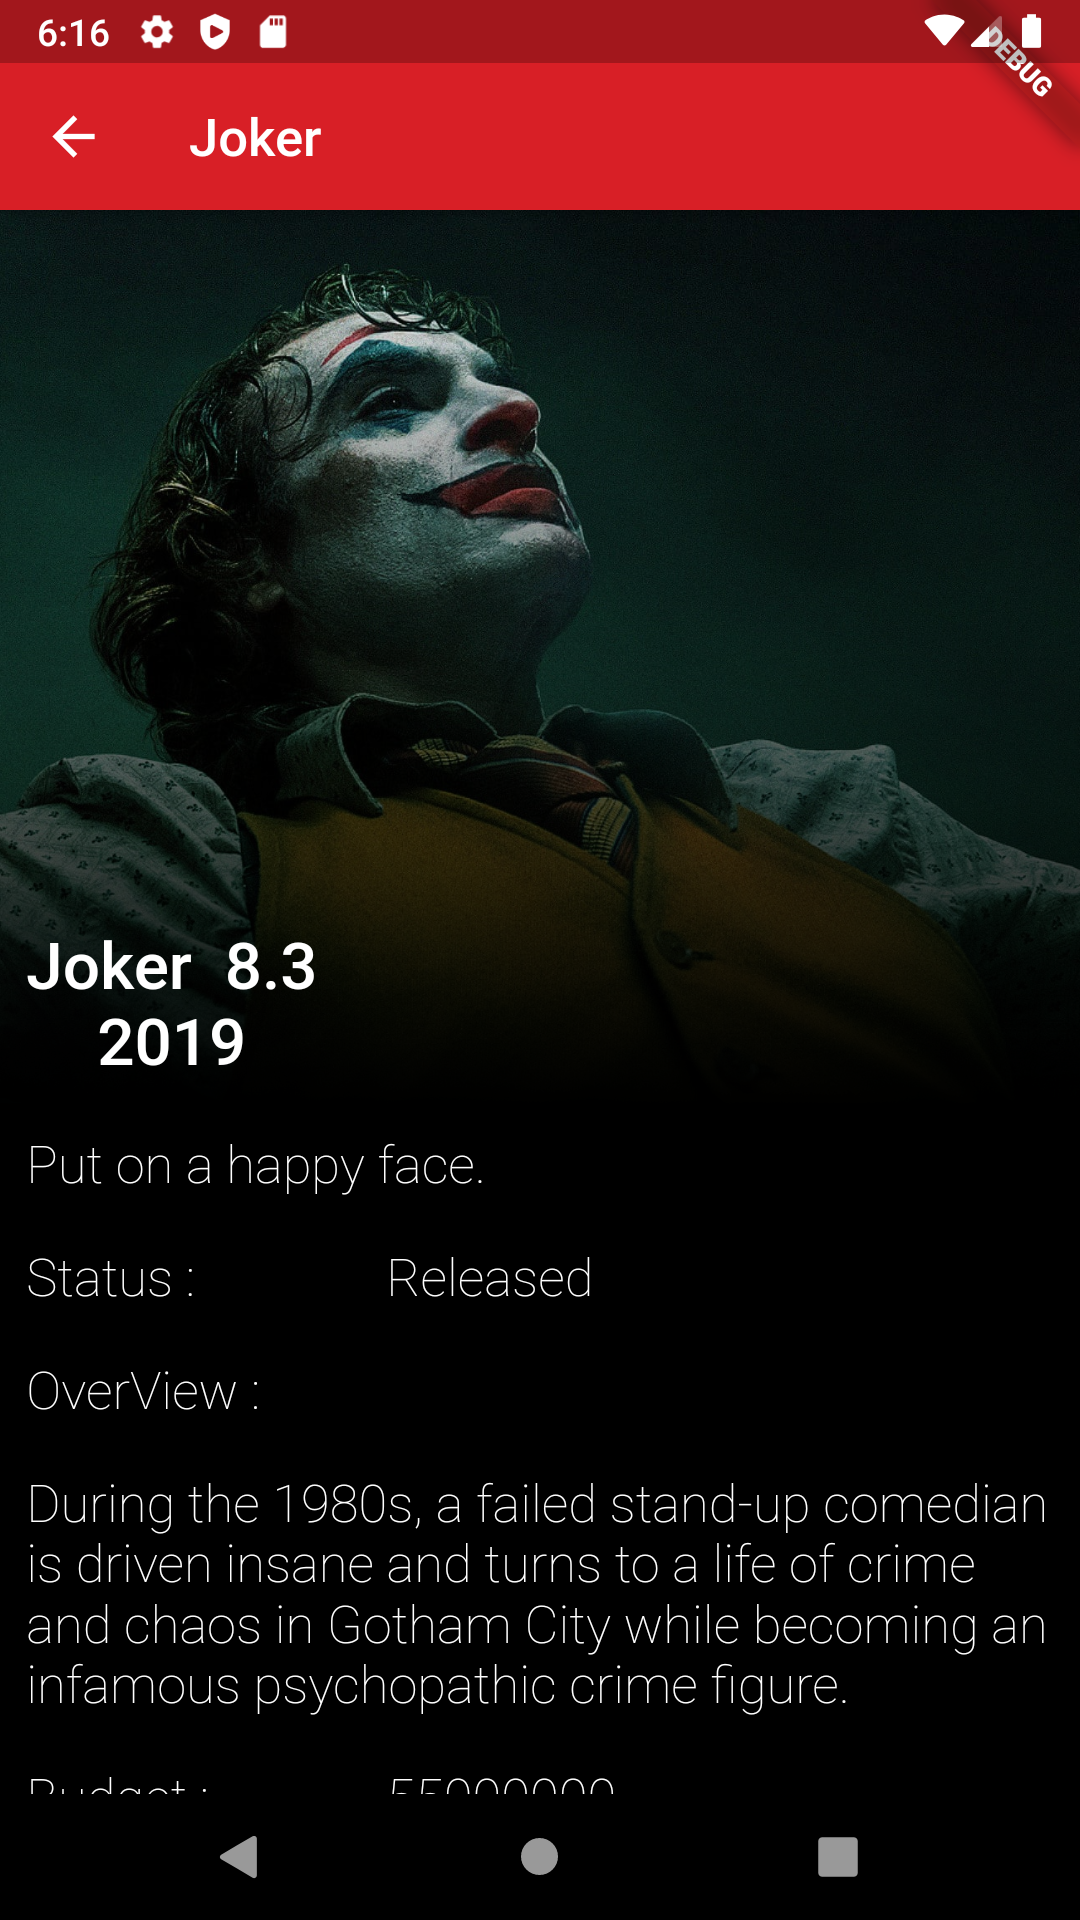 6:16
DEBUG
Joker
Joker 8.3
2019
Put on a happy face.
Status : Released
OverView :
During the 1980s, a failed stand-up comedian
is driven insane and turns to a life of crime
and chaos in Gotham City while becoming an
infamous psychopathic crime figure.
Budget : 55000000